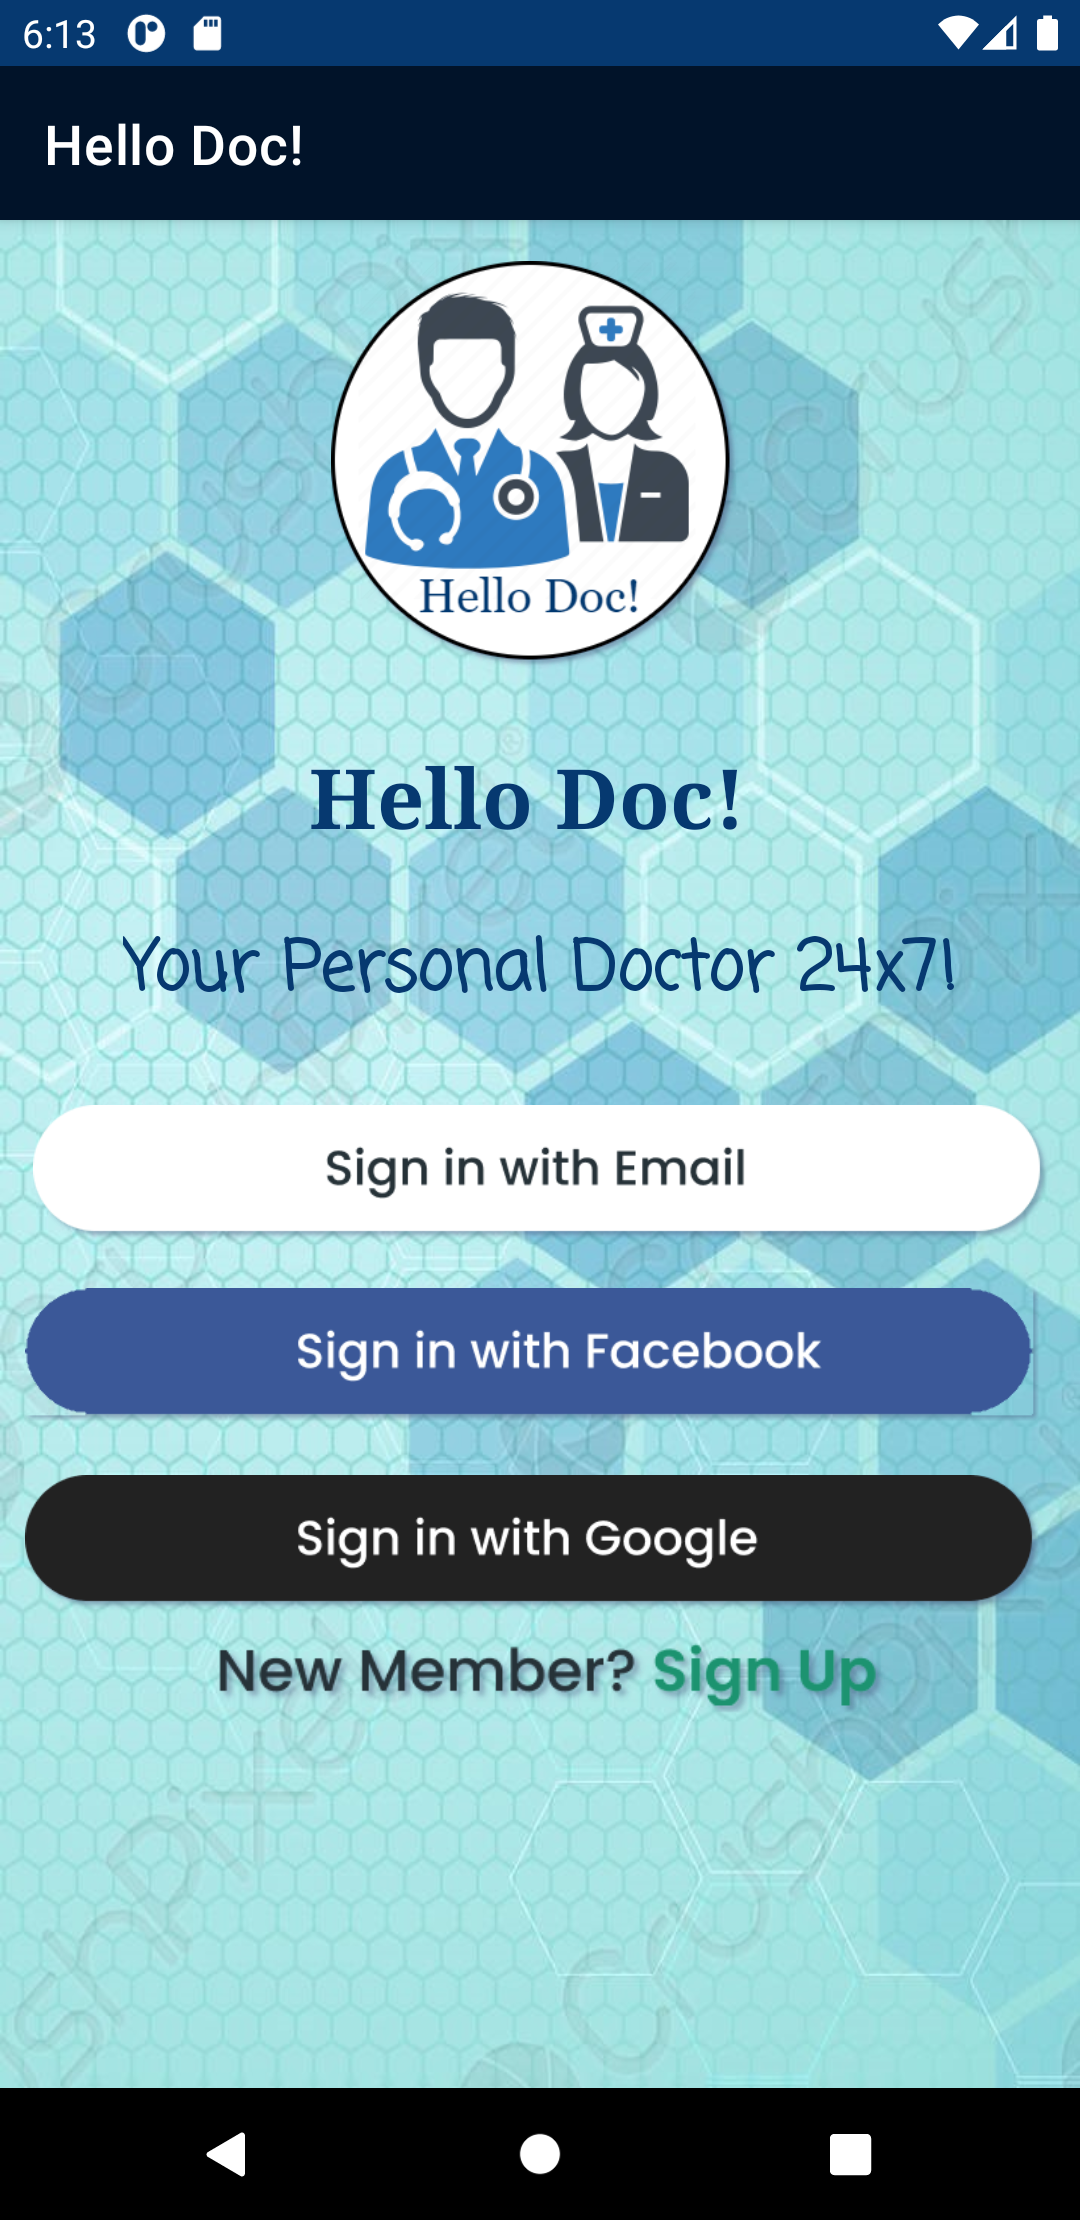 6:13
Hello Doc!
Hello Doc!
Hello Doc!
Your Personal Doctor 24x7!
Sign in with Email
Sign in with Facebook
Sign in with Google
New Member? Sign Up